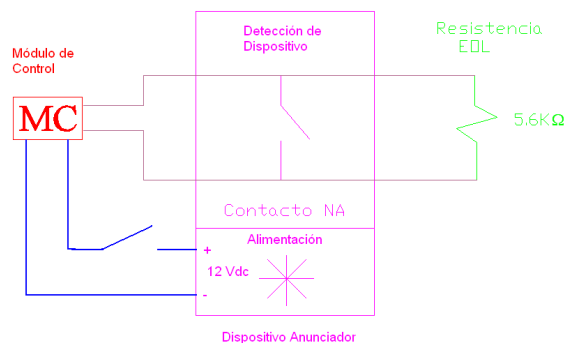 Detección de
Dispositivo
Resistencia
EOL
Módulo de
Control
MC
5.6KΩ
Contacto NA
Alimentación
+
12 Vdc
-
Dispositivo Anunciador